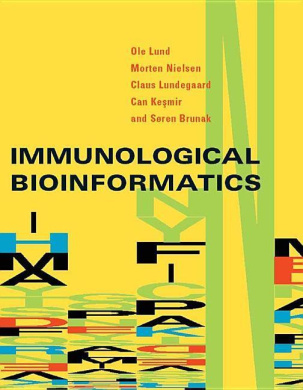 Ole Lund
Morten Nielsen
Claus Lundegaard
Can Keşmir
and Søren Brunak
IMMUNOLOGICAL
BIOINFORMATICS